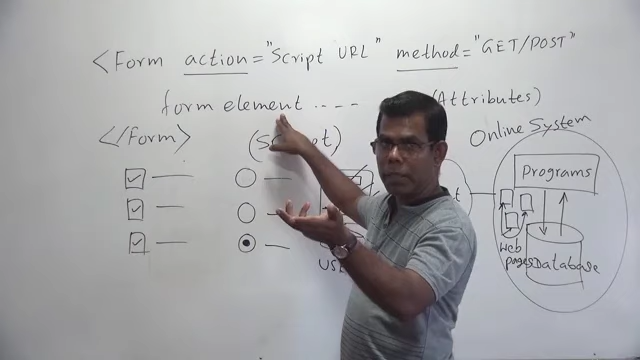 <Form action="Script URL" method="GET/POST"
form element ....
(Attributes)
</Form>
Online System
Programs
Web
pages
Database